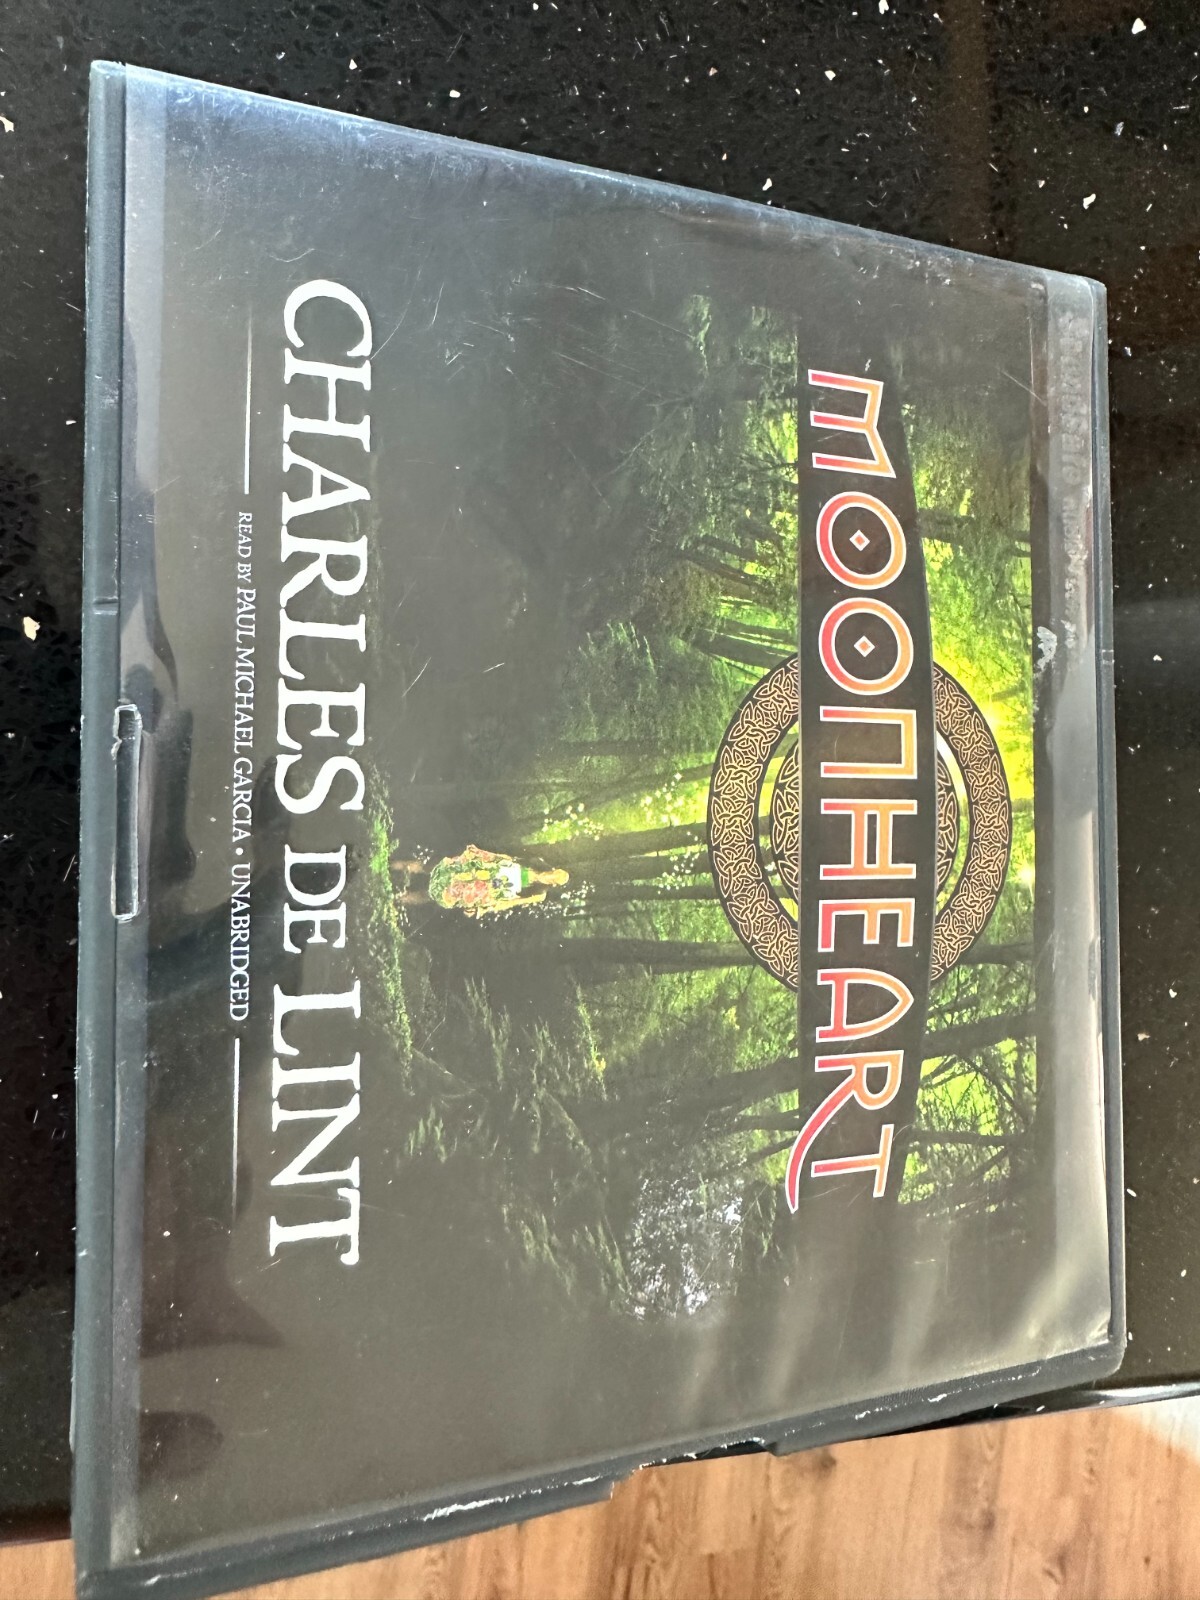 MOONHEART
CHARLES DE LINT
READ BY PAUL MICHAEL GARCIA • UNABRIDGED